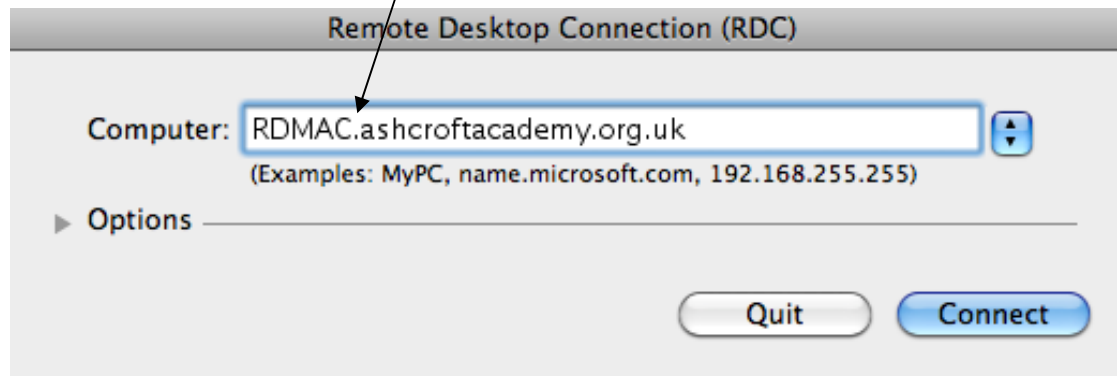 Remote Desktop Connection (RDC)
Computer: RDMAC.ashcroftacademy.org.uk
(Examples: MyPC, name.microsoft.com, 192.168.255.255)
Options
Quit Connect